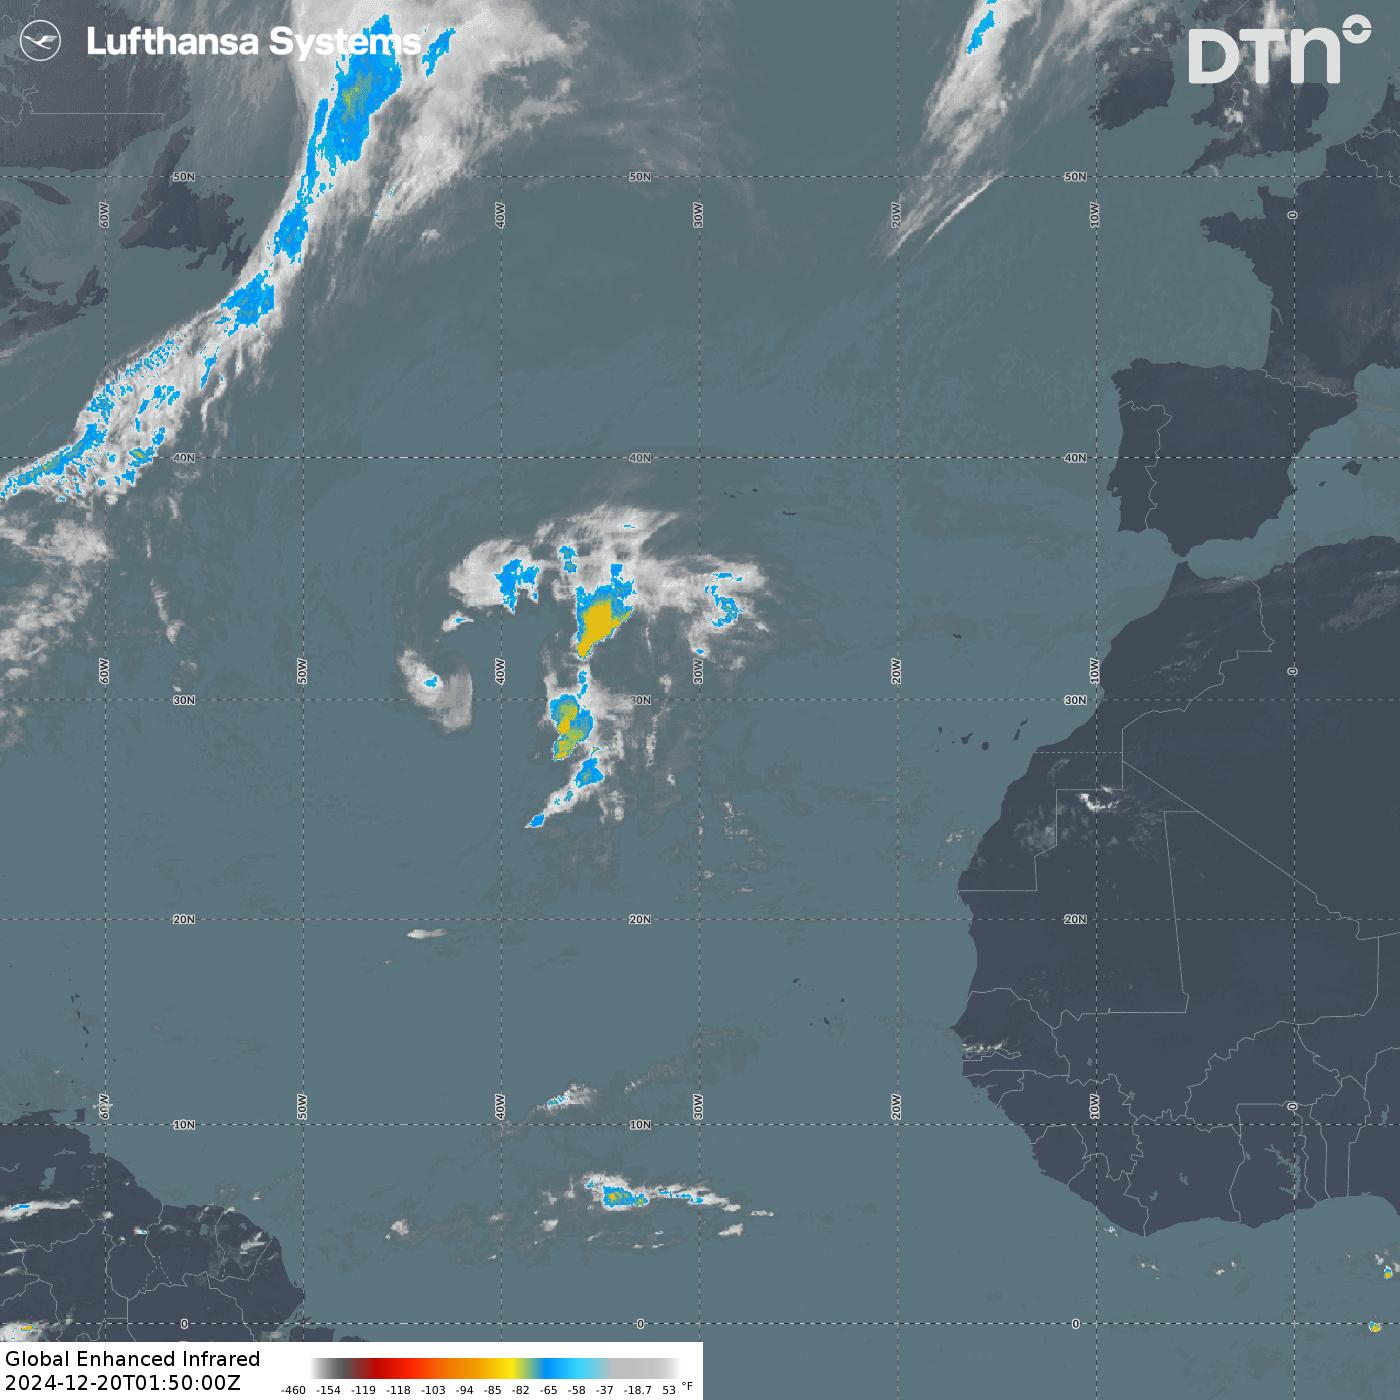 Lufthansa Systems
DTN
50N 50N 50N
60W 40W 30W 20W 10W 0
40N 40N 40N
60W 50W 40W 30W 20W 10W 0
30N 30N
20N 20N 20N
60W 50W 40W 30W 20W 10W 0
10N 10N
0 0 0
Global Enhanced Infrared
2024-12-20T01:50:00Z
-460 -154 -119 -118 -103 -94 -85 -82 -65 -58 -37 -18.7 53 °F